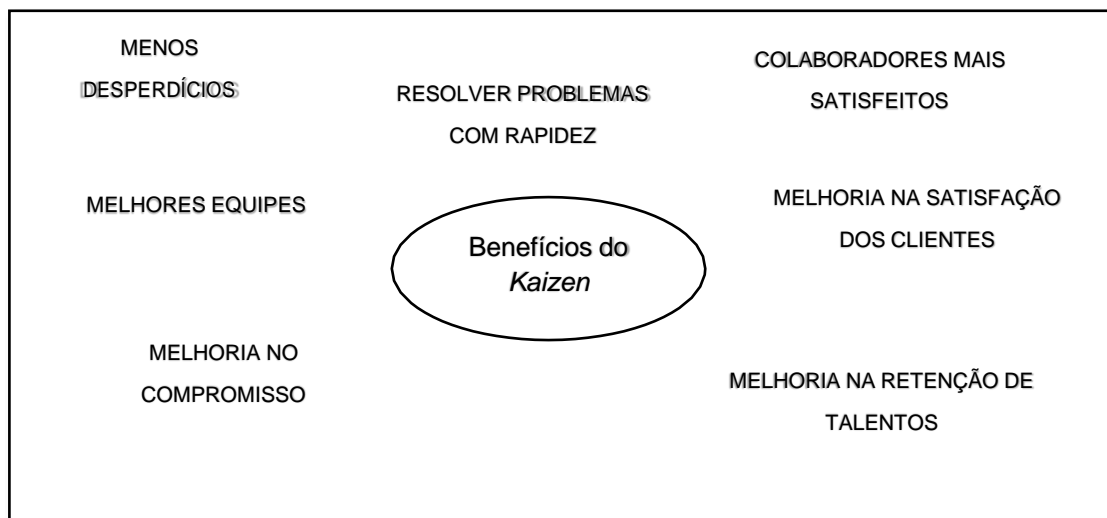 MENOS
DESPERDÍCIOS
RESOLVER PROBLEMAS
COM RAPIDEZ
COLABORADORES MAIS
SATISFEITOS
MELHORES EQUIPES
Benefícios do
Kaizen
MELHORIA NA SATISFAÇÃO
DOS CLIENTES
MELHORIA NO
COMPROMISSO
MELHORIA NA RETENÇÃO DE
TALENTOS